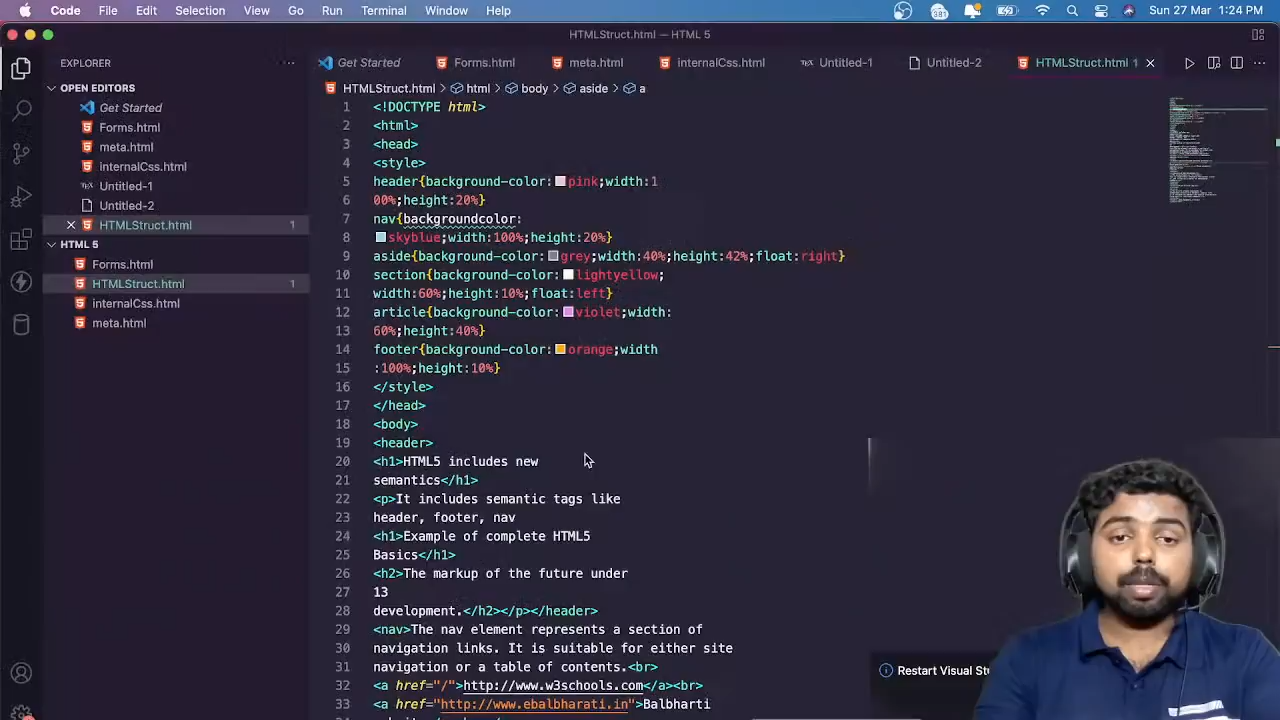 Code File Edit Selection View Go Run Terminal Window Help 381 Sun 27 Mar 1:24 PM
HTMLStruct.html — HTML 5
EXPLORER
OPEN EDITORS
Get Started
Forms.html
meta.html
internalCss.html
Untitled-1
Untitled-2
HTMLStruct.html 1
HTML 5
Forms.html
HTMLStruct.html 1
internalCss.html
meta.html
Get Started Forms.html meta.html internalCss.html Untitled-1 Untitled-2 HTMLStruct.html 1
HTMLStruct.html > html > body > aside > a
1 <!DOCTYPE html>
2 <html>
3 <head>
4 <style>
5 header{background-color:pink;width:1
6 00%;height:20%}
7 nav{backgroundcolor:
8 skyblue;width:100%;height:20%}
9 aside{background-color:grey;width:40%;height:42%;float:right}
10 section{background-color:lightyellow;
11 width:60%;height:10%;float:left}
12 article{background-color:violet;width:
13 60%;height:40%}
14 footer{background-color:orange;width
15 :100%;height:10%}
16 </style>
17 </head>
18 <body>
19 <header>
20 <h1>HTML5 includes new
21 semantics</h1>
22 <p>It includes semantic tags like
23 header, footer, nav
24 <h1>Example of complete HTML5
25 Basics</h1>
26 <h2>The markup of the future under
27 13
28 development.</h2></p></header>
29 <nav>The nav element represents a section of
30 navigation links. It is suitable for either site
31 navigation or a table of contents.<br>
32 <a href="/">http://www.w3schools.com</a><br>
33 <a href="http://www.ebalbharati.in">Balbharti
Restart Visual